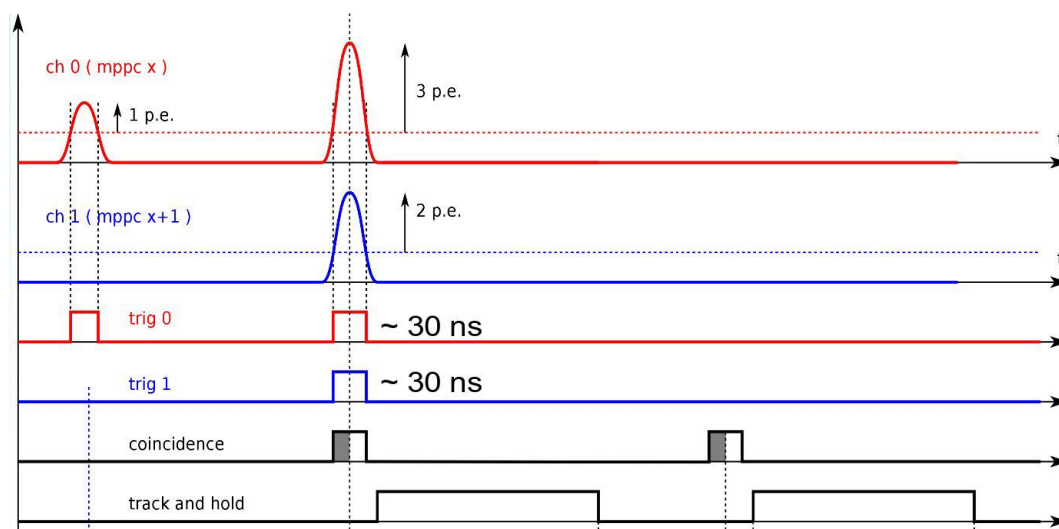 ch 0 ( mppc x )
1 p.e.
3 p.e.
t
ch 1 ( mppc x+1 )
2 p.e.
t
trig 0
~ 30 ns
trig 1
~ 30 ns
coincidence
track and hold